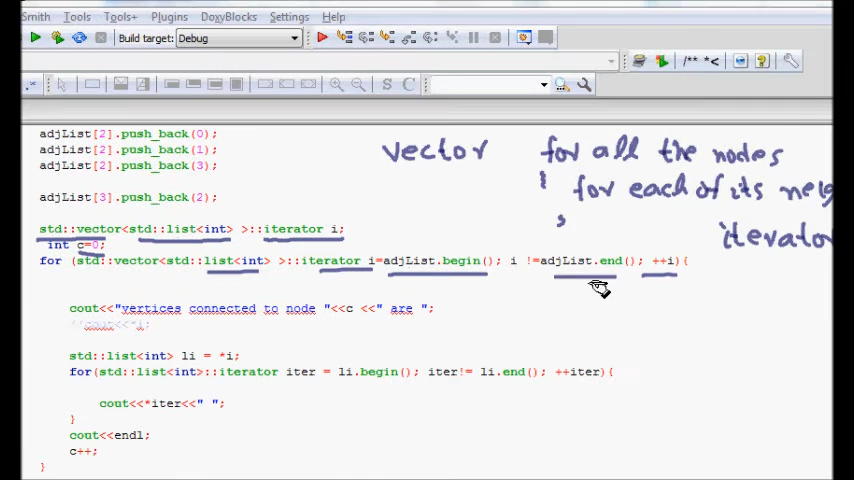 Smith Tools Tools+ Plugins DoxyBlocks Settings Help
Build target: Debug
/** *<
.*
S C
adjList[2].push_back(0);
adjList[2].push_back(1);
adjList[2].push_back(3);
adjList[3].push_back(2);
vector
for all the nodes
{ for each of its neig
}
iterator
std::vector<std::list<int> >::iterator i;
int c=0;
for (std::vector<std::list<int> >::iterator i=adjList.begin(); i !=adjList.end(); ++i){
cout<<"vertices connected to node "<<c <<" are ";
//cout<<*i;
std::list<int> li = *i;
for(std::list<int>::iterator iter = li.begin(); iter!= li.end(); ++iter){
cout<<*iter<<" ";
}
cout<<endl;
c++;
}